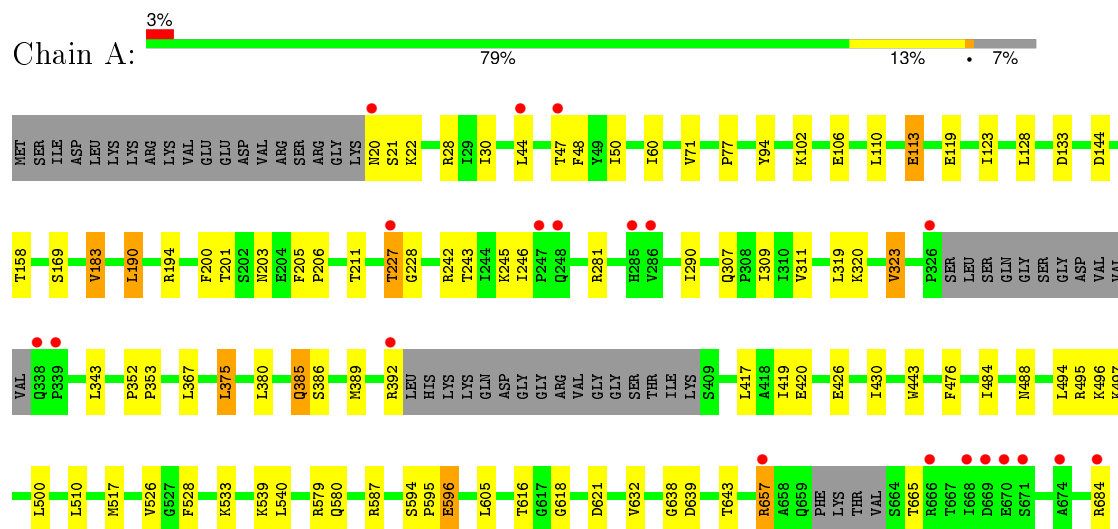 3%
Chain A:
79% 13% • 7%
MET SER ILE ASP LEU LYS LYS ARG LYS VAL GLU GLU ASP VAL ARG SER ARG GLY LYS N20 S21 K22 R28 I29 I30 L44 T47 F48 Y49 I50 I60 V71 P77 Y94 K102 E106 L110 E113 E119 I123 L128 D133 D144
T158 S169 V183 L190 R194 F200 T201 S202 N203 E204 F205 P206 T211 T227 G228 R242 T243 I244 K245 I246 P247 Q248 R281 H285 V286 I290 Q307 P308 I309 I310 V311 L319 K320 V323 P326 SER LEU SER GLN GLY SER GLY ASP VAL VAL
VAL Q338 P339 L343 P352 P353 L367 L375 L380 Q385 S386 M389 R392 LEU HIS LYS LYS GLN ASP GLY GLY ARG VAL GLY GLY SER THR ILE LYS S409 L417 A418 I419 E420 E426 I430 W443 F476 I484 N488 L494 R495 K496 K497
L500 L510 M517 V526 G527 F528 K533 K539 L540 R579 Q580 R587 S594 P595 E596 L605 T616 G617 G618 D621 V632 G638 D639 T643 R657 A658 Q659 PHE LYS THR VAL S664 T665 R666 T667 I668 D669 E670 S671 A674 R684